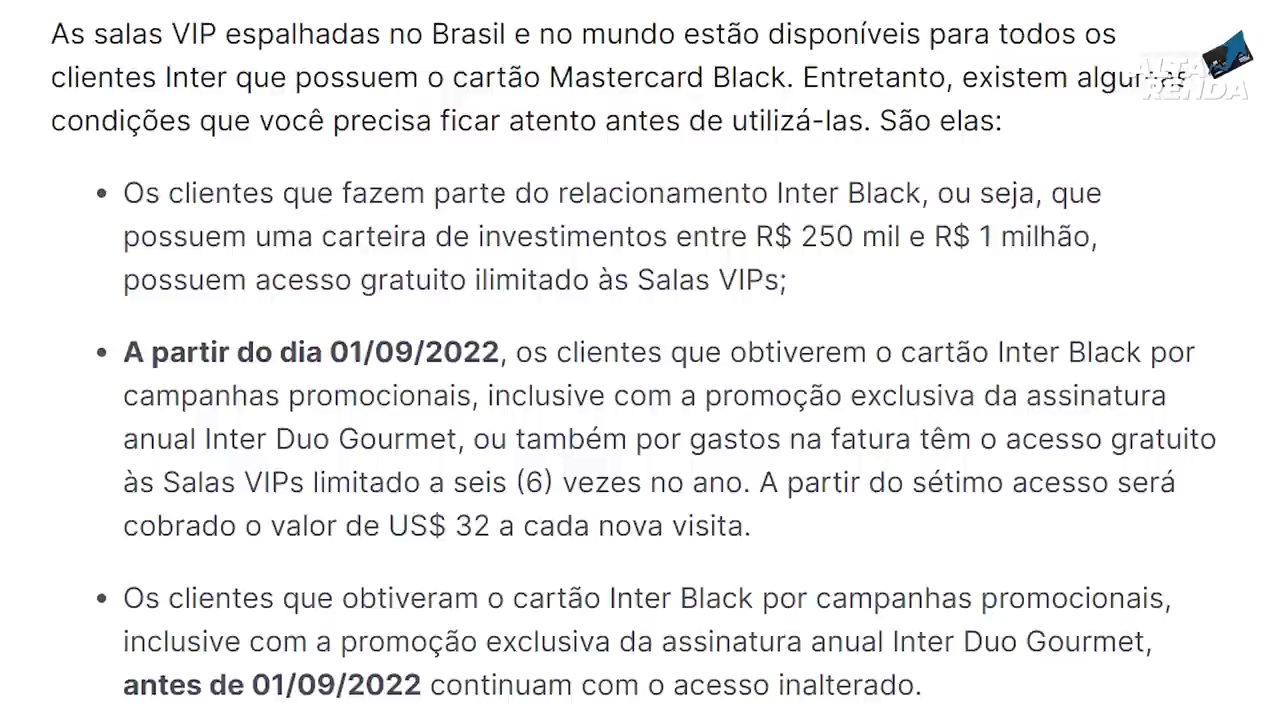 As salas VIP espalhadas no Brasil e no mundo estão disponíveis para todos os
clientes Inter que possuem o cartão Mastercard Black. Entretanto, existem algumas
condições que você precisa ficar atento antes de utilizá-las. São elas:
ALTA
RENDA
• Os clientes que fazem parte do relacionamento Inter Black, ou seja, que
possuem uma carteira de investimentos entre R$ 250 mil e R$ 1 milhão,
possuem acesso gratuito ilimitado às Salas VIPs;
• A partir do dia 01/09/2022, os clientes que obtiverem o cartão Inter Black por
campanhas promocionais, inclusive com a promoção exclusiva da assinatura
anual Inter Duo Gourmet, ou também por gastos na fatura têm o acesso gratuito
às Salas VIPs limitado a seis (6) vezes no ano. A partir do sétimo acesso será
cobrado o valor de US$ 32 a cada nova visita.
• Os clientes que obtiveram o cartão Inter Black por campanhas promocionais,
inclusive com a promoção exclusiva da assinatura anual Inter Duo Gourmet,
antes de 01/09/2022 continuam com o acesso inalterado.